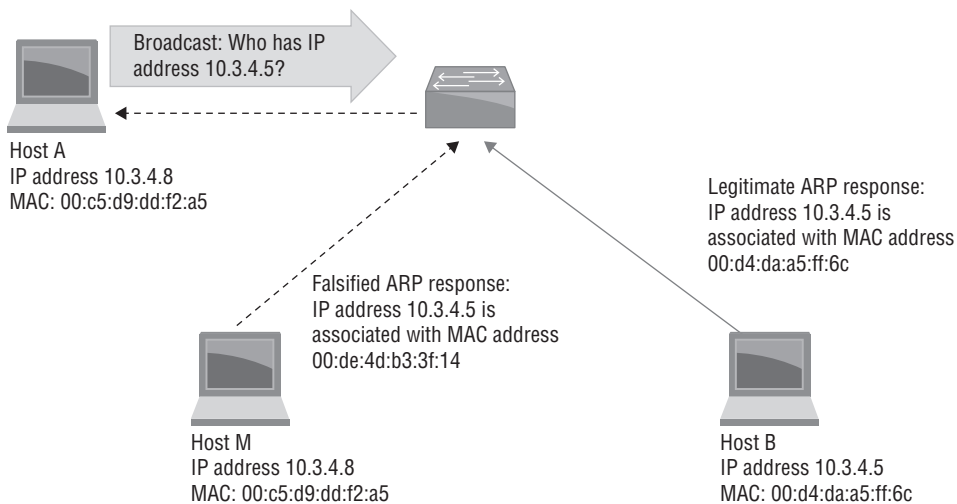 Broadcast: Who has IP
address 10.3.4.5?
Host A
IP address 10.3.4.8
MAC: 00:c5:d9:dd:f2:a5
Legitimate ARP response:
IP address 10.3.4.5 is
associated with MAC address
00:d4:da:a5:ff:6c
Falsified ARP response:
IP address 10.3.4.5 is
associated with MAC address
00:de:4d:b3:3f:14
Host M
IP address 10.3.4.8
MAC: 00:c5:d9:dd:f2:a5
Host B
IP address 10.3.4.5
MAC: 00:d4:da:a5:ff:6c